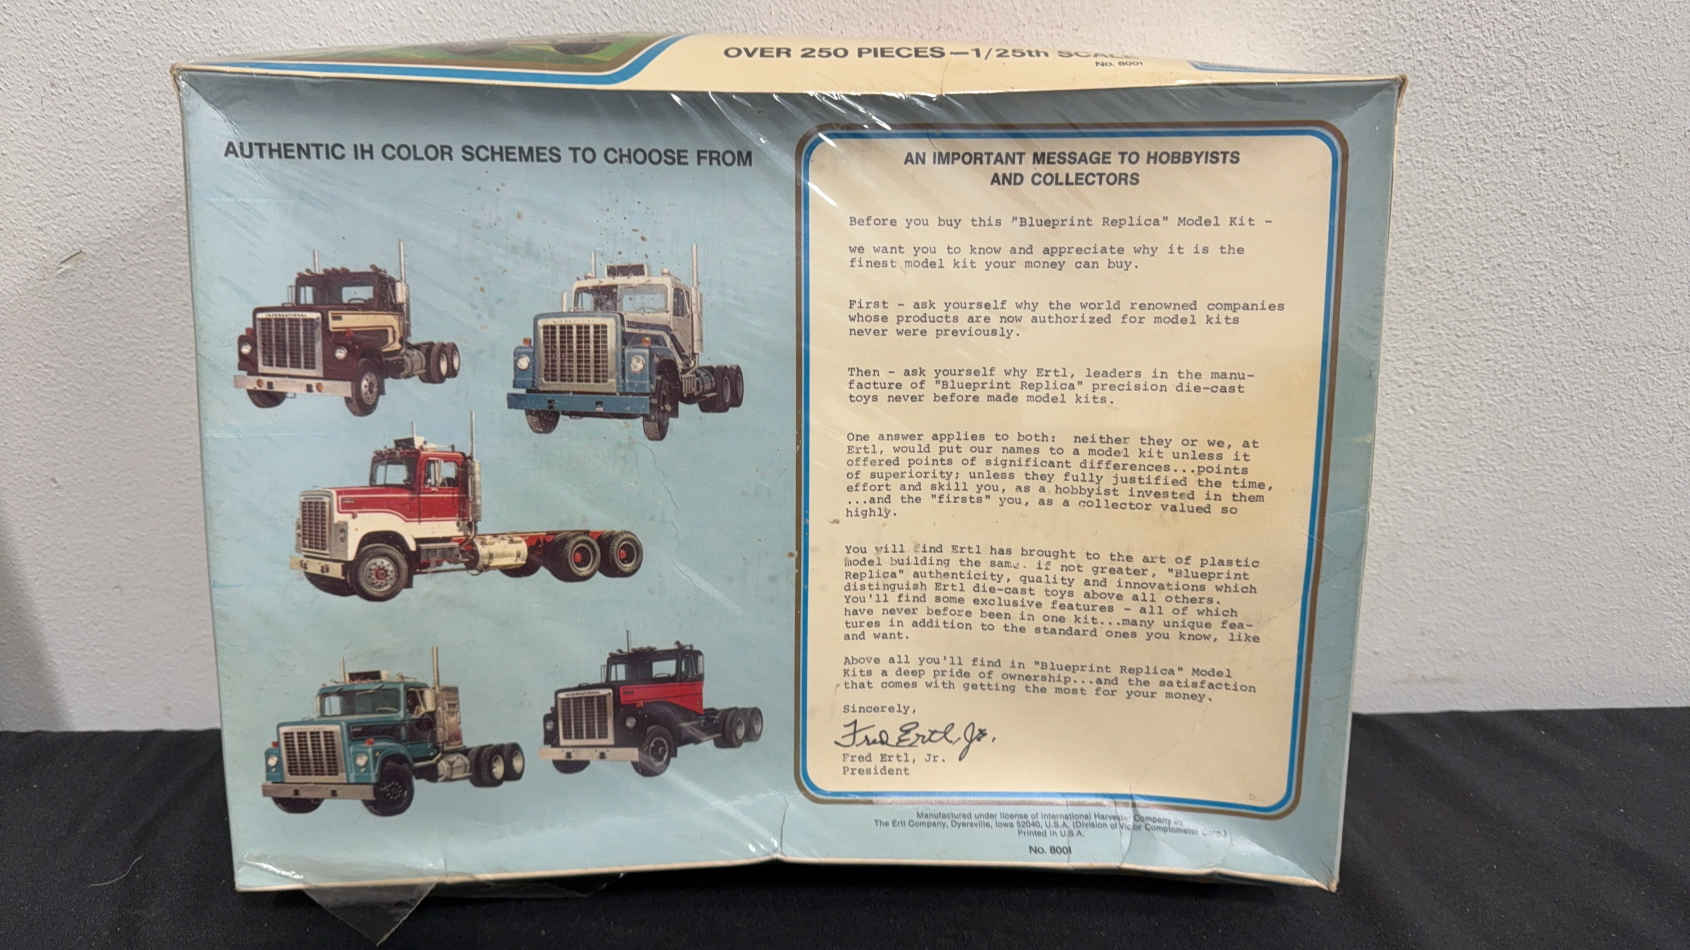 OVER 250 PIECES—1/25th SCALE
No. 8001
AUTHENTIC IH COLOR SCHEMES TO CHOOSE FROM
AN IMPORTANT MESSAGE TO HOBBYISTS
AND COLLECTORS
Before you buy this "Blueprint Replica" Model Kit -
we want you to know and appreciate why it is the
finest model kit your money can buy.
First - ask yourself why the world renowned companies
whose products are now authorized for model kits
never were previously.
Then - ask yourself why Ertl, leaders in the manu-
facture of "Blueprint Replica" precision die-cast
toys never before made model kits.
One answer applies to both: neither they or we, at
Ertl, would put our names to a model kit unless it
offered points of significant differences...points
of superiority; unless they fully justified the time,
effort and skill you, as a hobbyist invested in them
...and the "firsts" you, as a collector valued so
highly.
You will find Ertl has brought to the art of plastic
model building the same. if not greater, "Blueprint
Replica" authenticity, quality and innovations which
distinguish Ertl die-cast toys above all others.
You'll find some exclusive features - all of which
have never before been in one kit...many unique fea-
tures in addition to the standard ones you know, like
and want.
Above all you'll find in "Blueprint Replica" Model
Kits a deep pride of ownership...and the satisfaction
that comes with getting the most for your money.
Sincerely,
Fred Ertl Jr.
Fred Ertl, Jr.
President
Manufactured under license of International Harvester Company by
The Ertl Company, Dyersville, Iowa 52040, U.S.A. (Division of Victor Comptometer Corp.)
Printed in U.S.A.
No. 8001
INTERNATIONAL